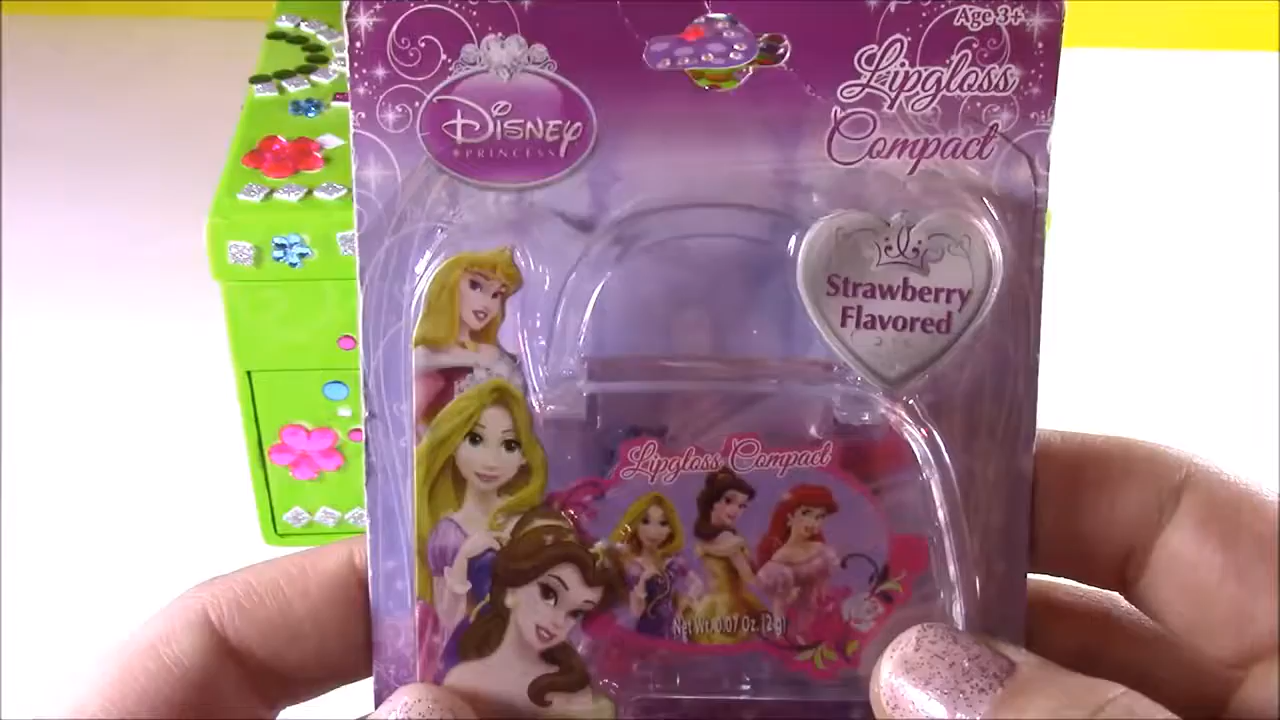 Age 3+
Disney
PRINCESS
Lipgloss
Compact
Strawberry
Flavored
Lipgloss Compact
Net Wt. 0.07 Oz. (2g)